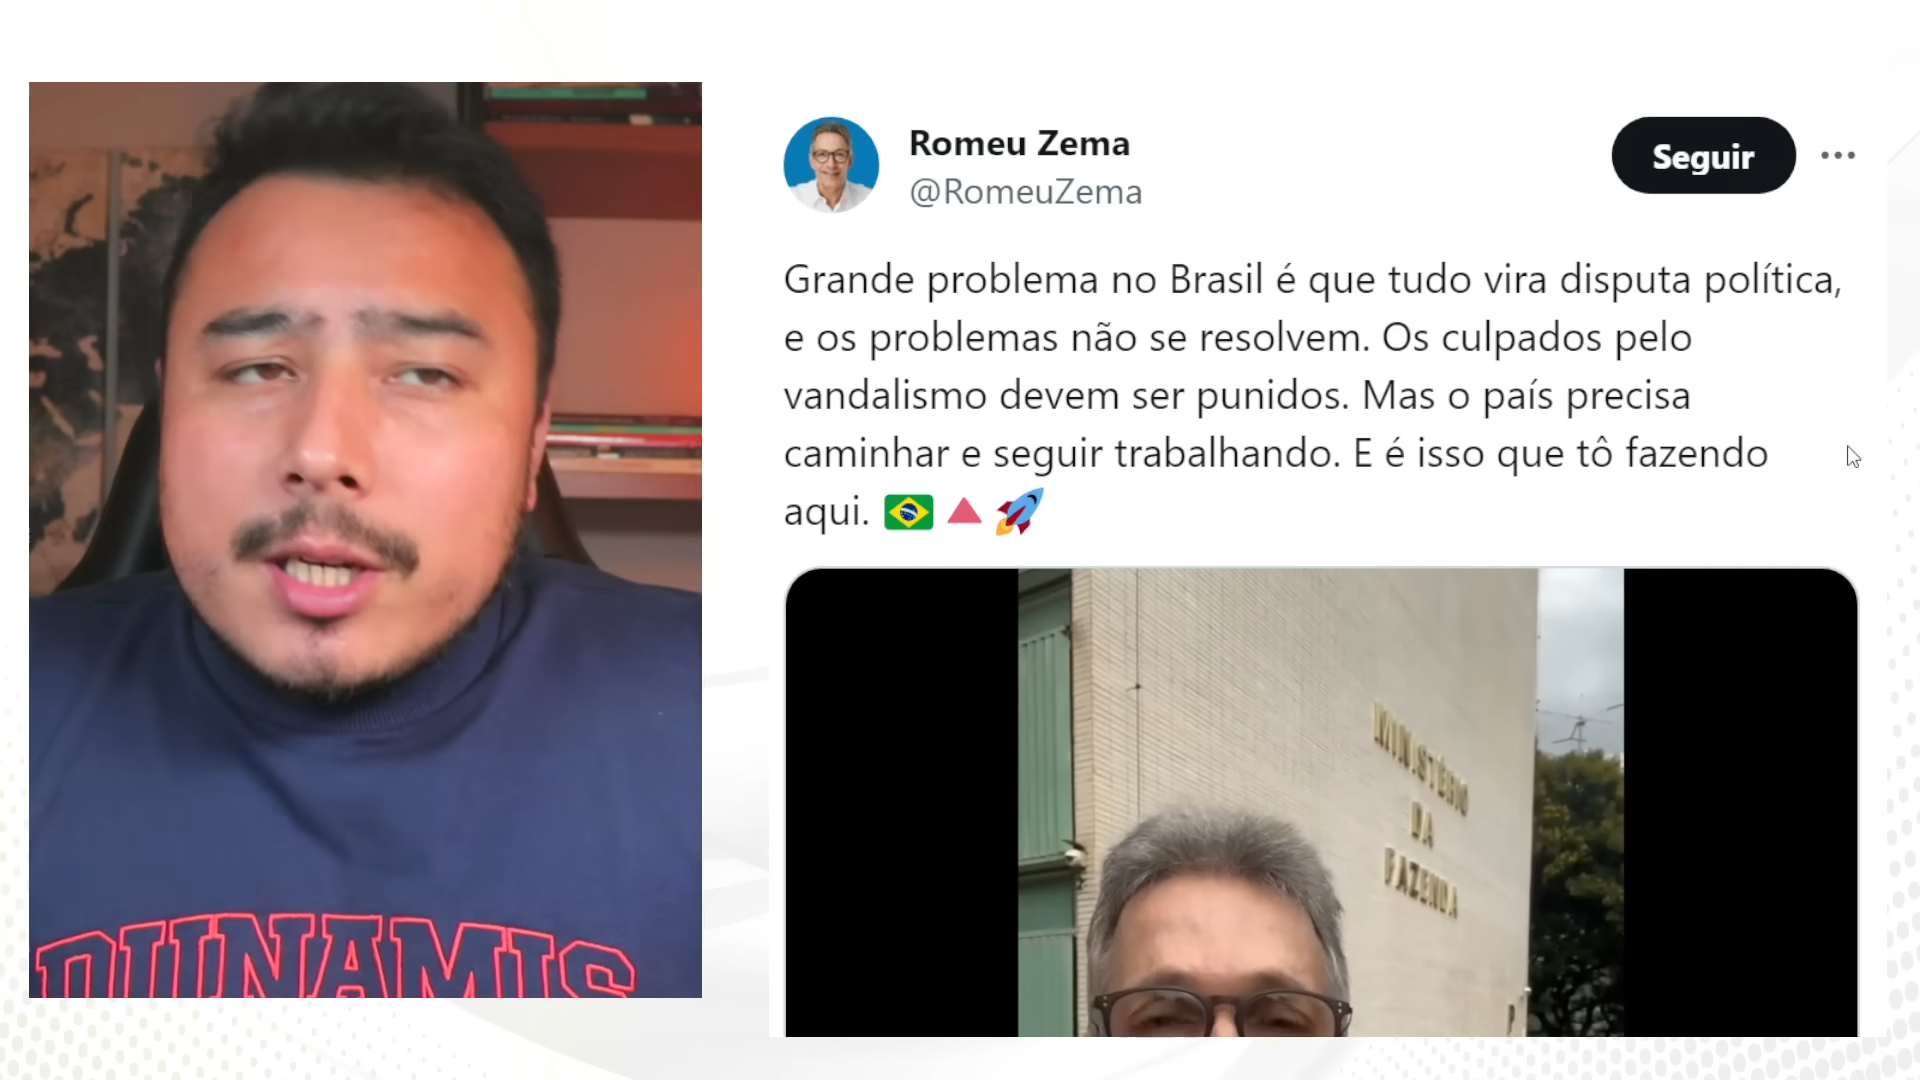 Romeu Zema
@RomeuZema
Seguir
Grande problema no Brasil é que tudo vira disputa política,
e os problemas não se resolvem. Os culpados pelo
vandalismo devem ser punidos. Mas o país precisa
caminhar e seguir trabalhando. E é isso que tô fazendo
aqui. 🇧🇷🔺🚀
MINISTÉRIO
DA
FAZENDA
DUNAMIS